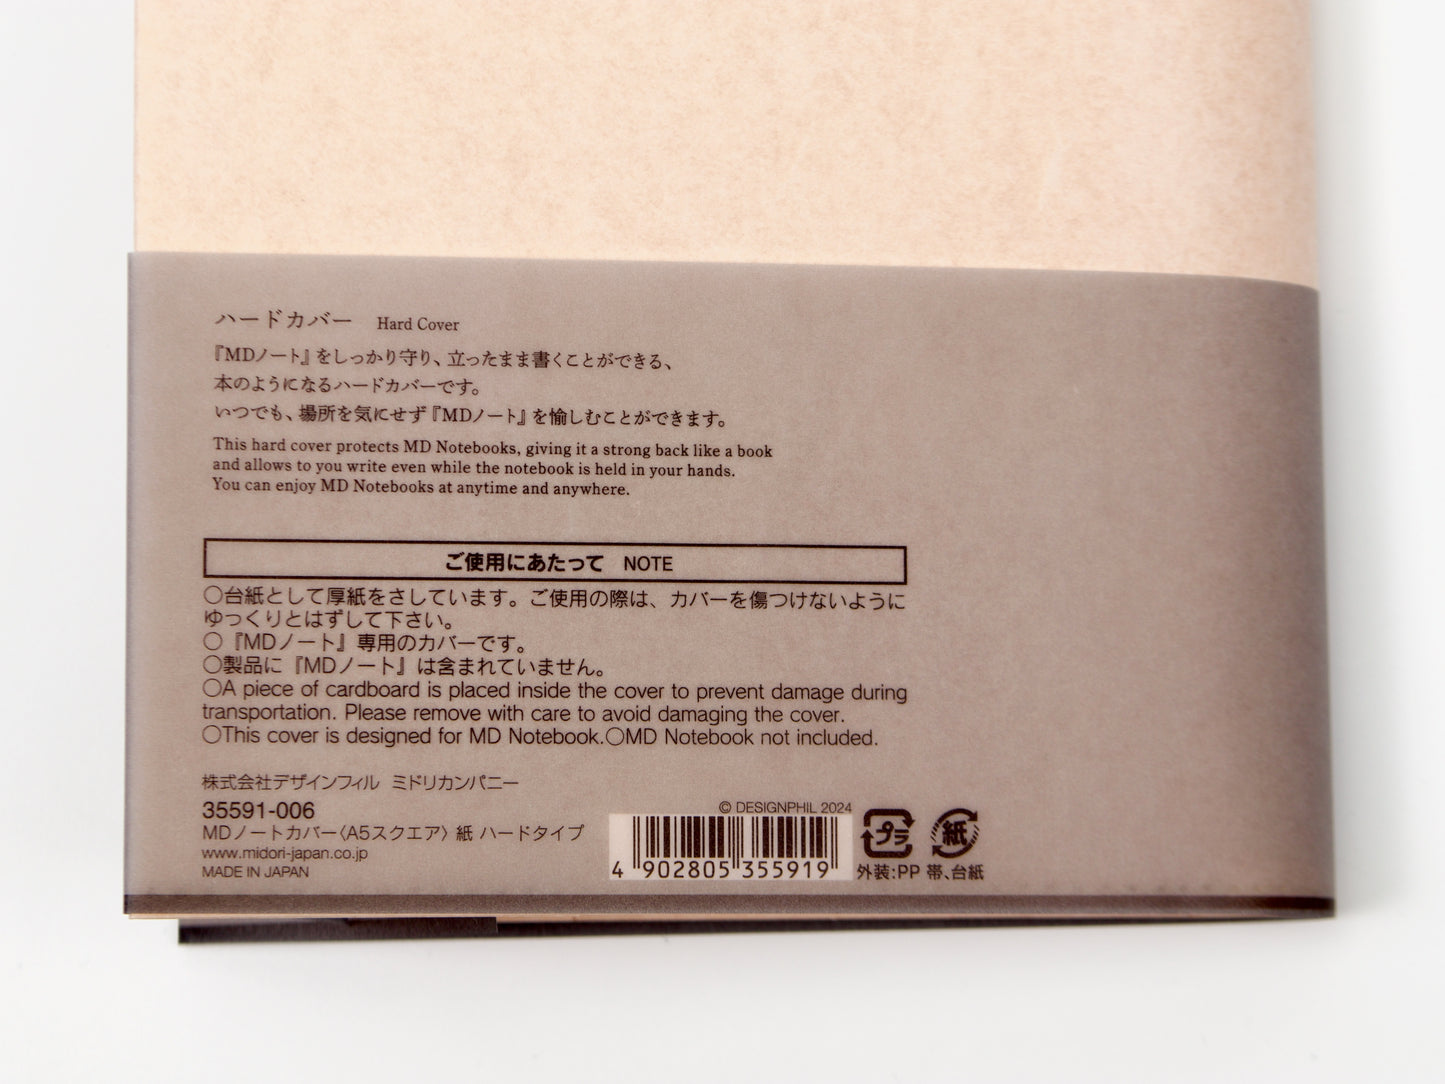 ハードカバー Hard Cover
『MDノート』をしっかり守り、立ったまま書くことができる、
本のようになるハードカバーです。
いつでも、場所を気にせず『MDノート』を愉しむことができます。
This hard cover protects MD Notebooks, giving it a strong back like a book
and allows to you write even while the notebook is held in your hands.
You can enjoy MD Notebooks at anytime and anywhere.
ご使用にあたって NOTE
○台紙として厚紙をさしています。ご使用の際は、カバーを傷つけないように
ゆっくりとはずして下さい。
○『MDノート』専用のカバーです。
○製品に『MDノート』は含まれていません。
○A piece of cardboard is placed inside the cover to prevent damage during
transportation. Please remove with care to avoid damaging the cover.
○This cover is designed for MD Notebook.○MD Notebook not included.
株式会社デザインフィル ミドリカンパニー
35591-006
MDノートカバー〈A5スクエア〉紙 ハードタイプ
www.midori-japan.co.jp
MADE IN JAPAN
© DESIGNPHIL 2024
4 902805 355919
プラ 紙
外装:PP 帯、台紙